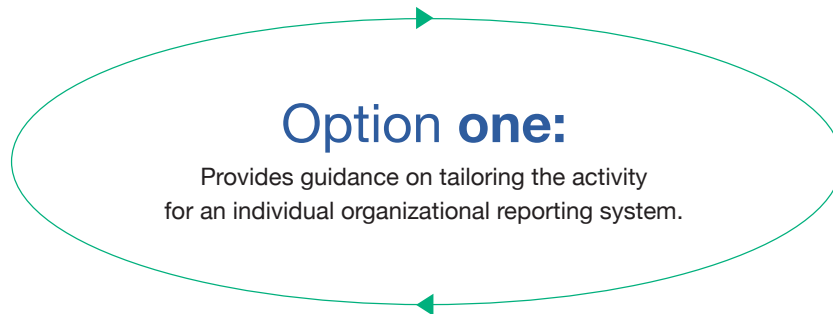 Option one:
Provides guidance on tailoring the activity
for an individual organizational reporting system.